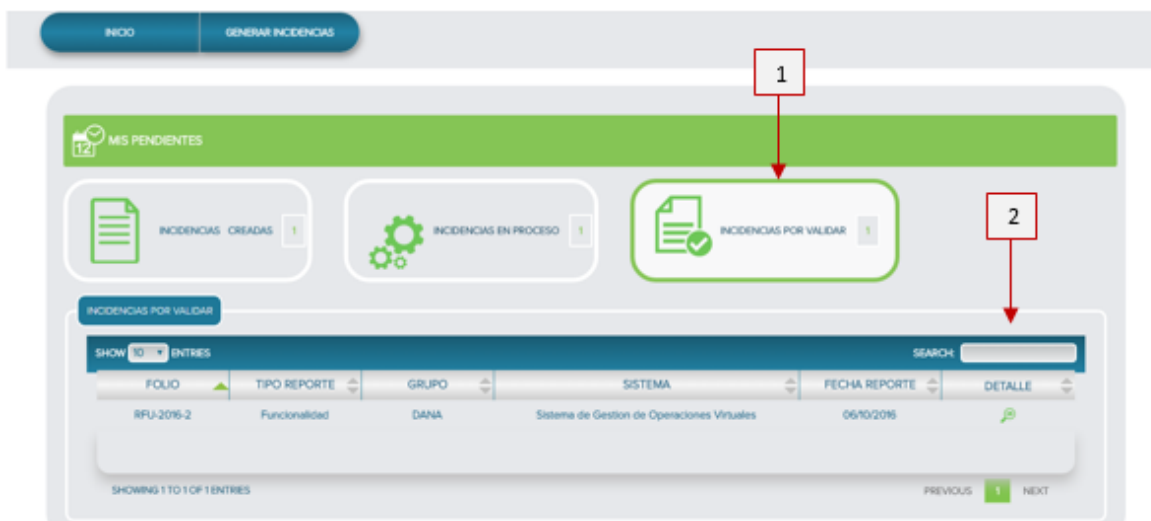 INICIO GENERAR INCIDENCIAS
1
12 MIS PENDIENTES
INCIDENCIAS CREADAS 1 INCIDENCIAS EN PROCESO 1 INCIDENCIAS POR VALIDAR 1
2
INCIDENCIAS POR VALIDAR
SHOW 10 ENTRIES SEARCH:
FOLIO TIPO REPORTE GRUPO SISTEMA FECHA REPORTE DETALLE
RFU-2016-2 Funcionalidad DANA Sistema de Gestion de Operaciones Virtuales 06/10/2016
SHOWING 1 TO 1 OF 1 ENTRIES PREVIOUS 1 NEXT